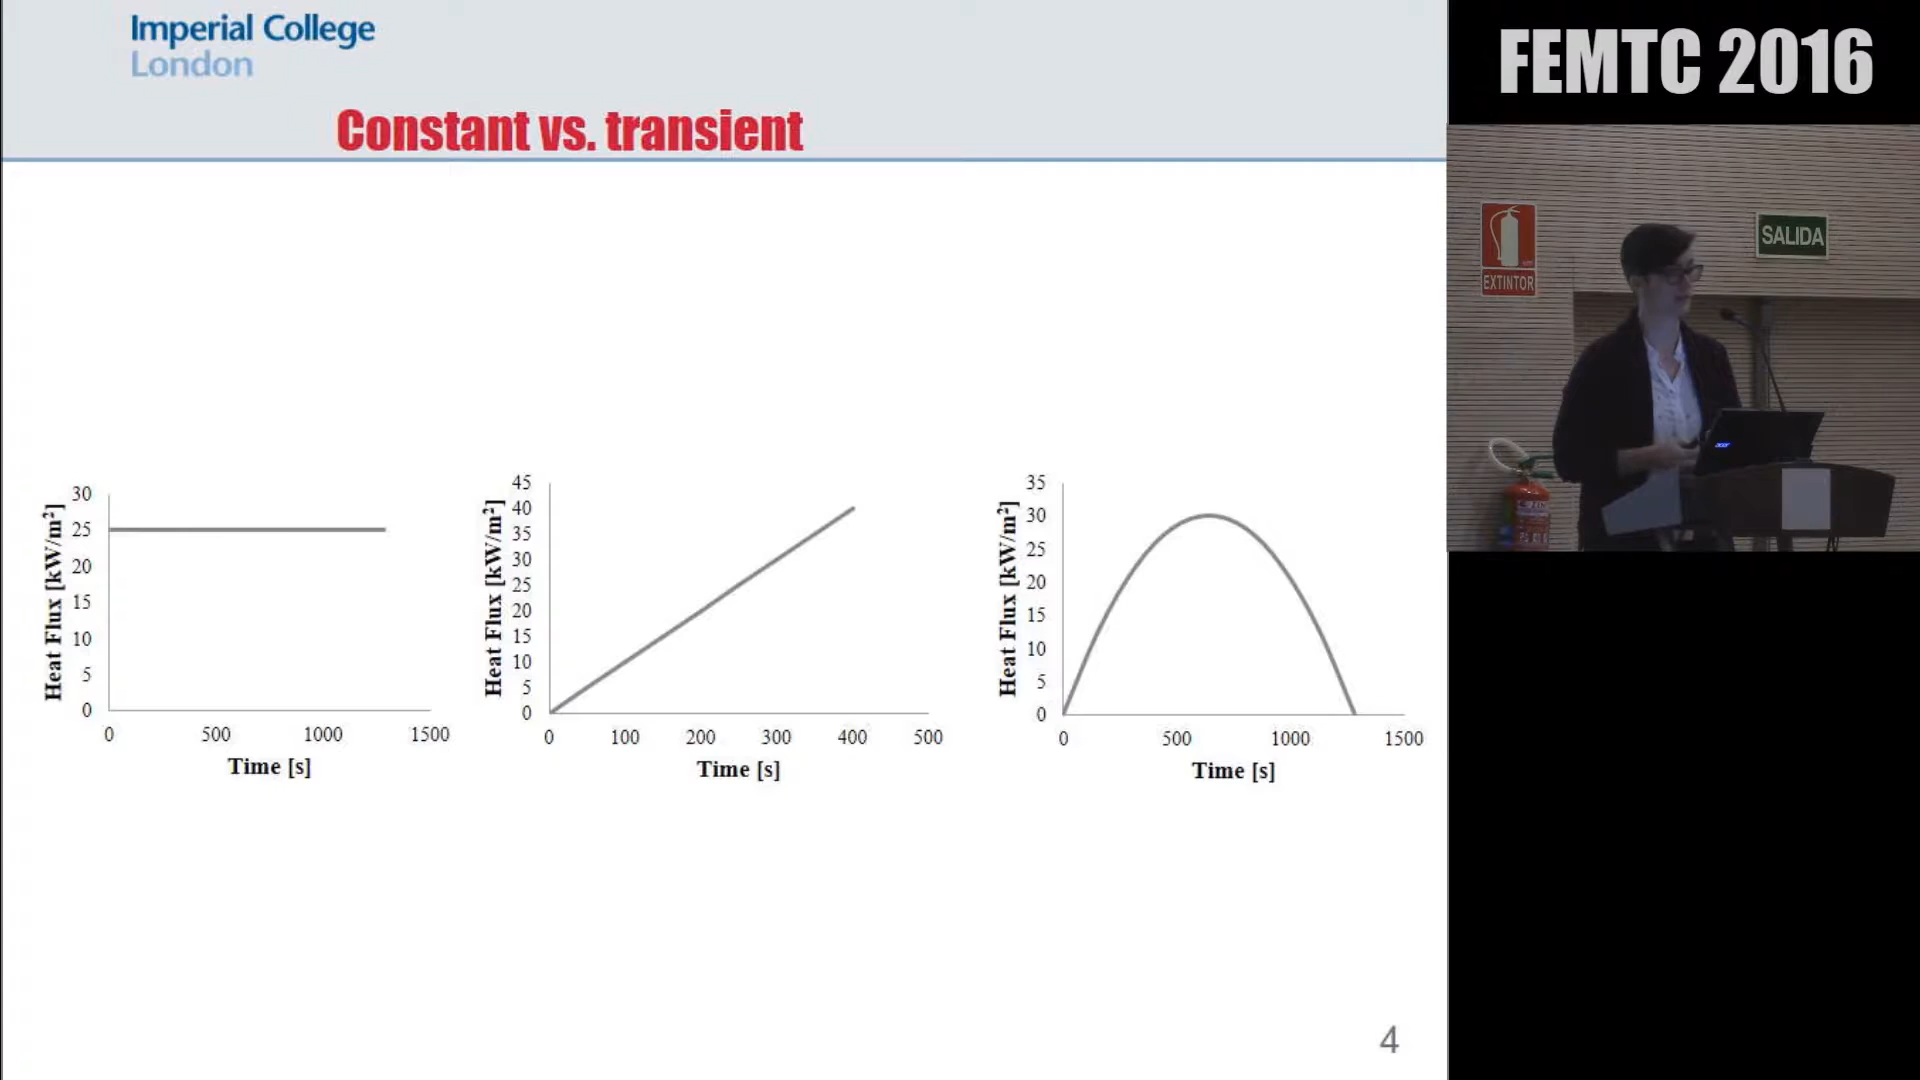 Imperial College
London
Constant vs. transient
FEMTC 2016
EXTINTOR
SALIDA
acer
Heat Flux [kW/m²]
30
25
20
15
10
5
0
0 500 1000 1500
Time [s]
Heat Flux [kW/m²]
45
40
35
30
25
20
15
10
5
0
0 100 200 300 400 500
Time [s]
Heat Flux [kW/m²]
35
30
25
20
15
10
5
0
0 500 1000 1500
Time [s]
4